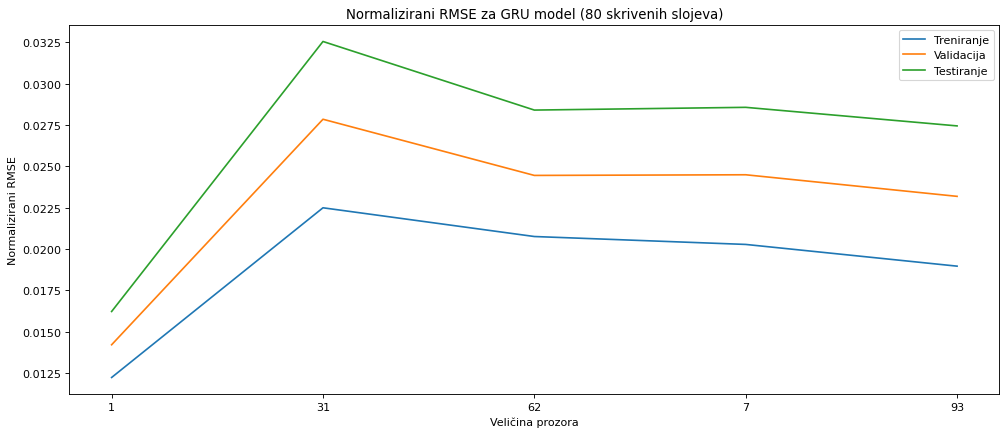 Normalizirani RMSE za GRU model (80 skrivenih slojeva)
Treniranje
Validacija
Testiranje
Normalizirani RMSE
0.0325
0.0300
0.0275
0.0250
0.0225
0.0200
0.0175
0.0150
0.0125
1 31 62 7 93
Veličina prozora